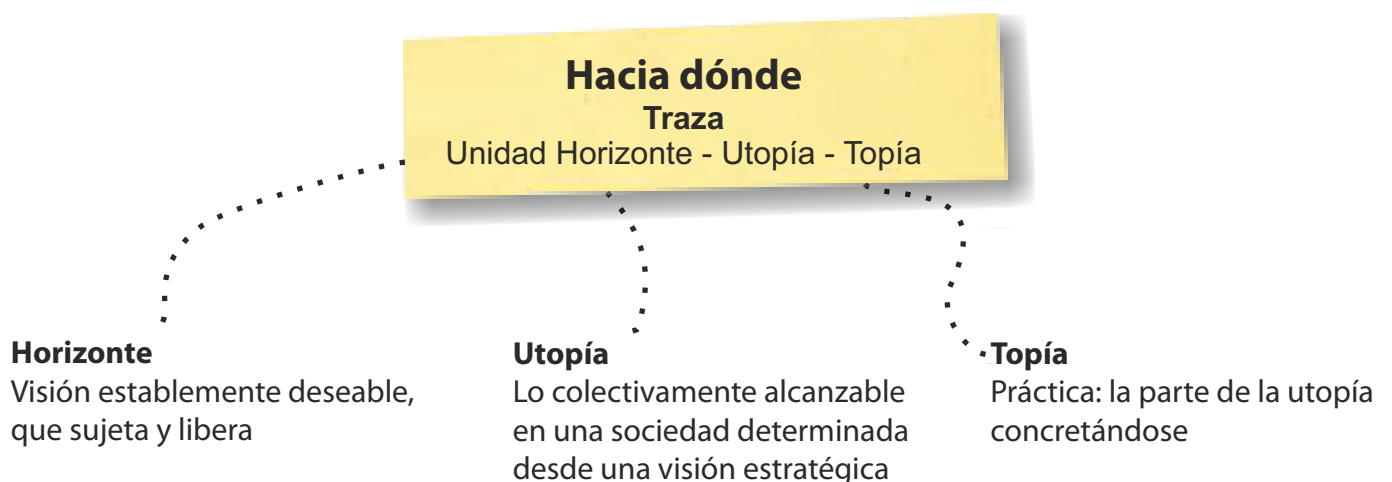 Hacia dónde
Traza
Unidad Horizonte - Utopía - Topía
Horizonte
Visión establemente deseable,
que sujeta y libera
Utopía
Lo colectivamente alcanzable
en una sociedad determinada
desde una visión estratégica
Topía
Práctica: la parte de la utopía
concretándose